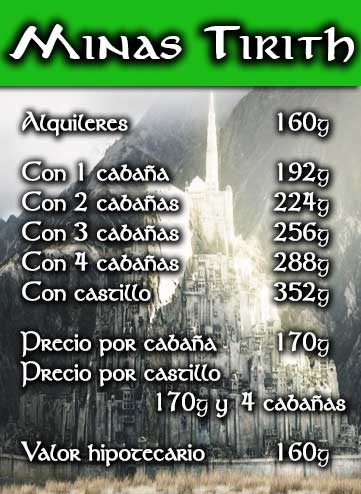 Minas Tirith
Alquileres 160g
Con 1 cabaña 192g
Con 2 cabañas 224g
Con 3 cabañas 256g
Con 4 cabañas 288g
Con castillo 352g
Precio por cabaña 170g
Precio por castillo
170g y 4 cabañas
Valor hipotecario 160g